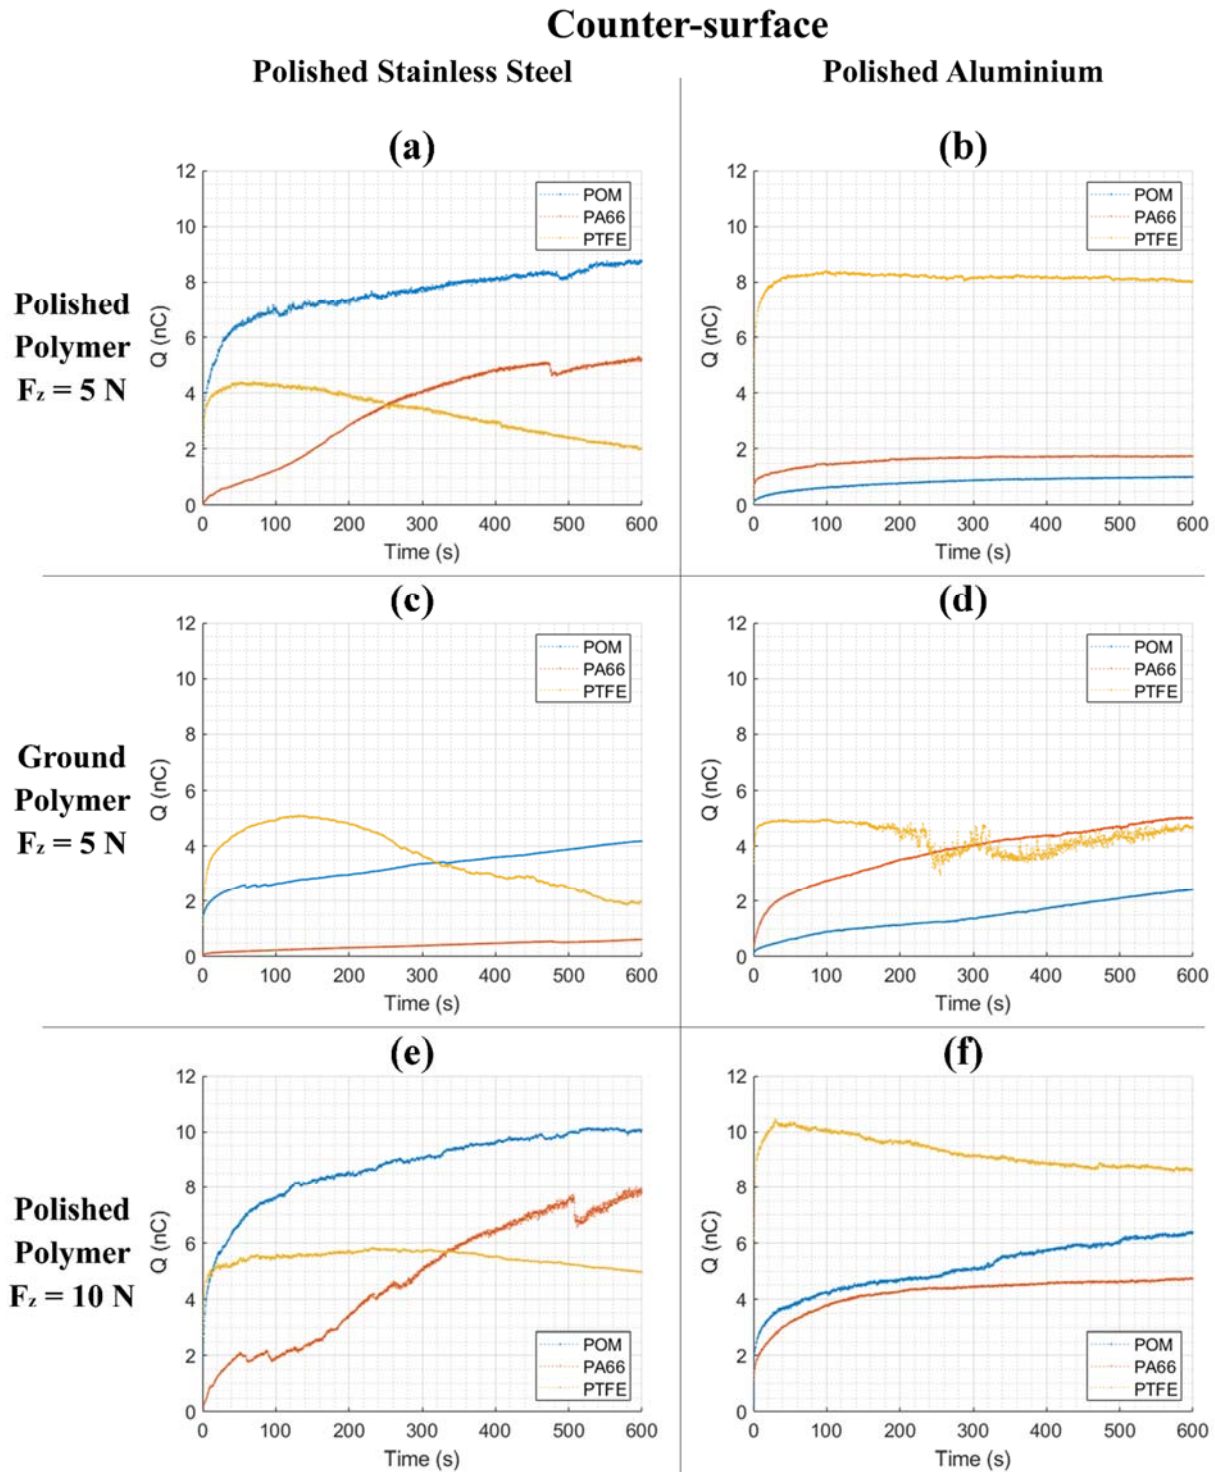 Counter-surface
Polished Stainless Steel
Polished Aluminium
Polished
Polymer
Fz = 5 N
(a)
12
10
8
6
4
2
0
Q (nC)
0 100 200 300 400 500 600
Time (s)
POM
PA66
PTFE
(b)
12
10
8
6
4
2
0
Q (nC)
0 100 200 300 400 500 600
Time (s)
POM
PA66
PTFE
Ground
Polymer
Fz = 5 N
(c)
12
10
8
6
4
2
0
Q (nC)
0 100 200 300 400 500 600
Time (s)
POM
PA66
PTFE
(d)
12
10
8
6
4
2
0
Q (nC)
0 100 200 300 400 500 600
Time (s)
POM
PA66
PTFE
Polished
Polymer
Fz = 10 N
(e)
12
10
8
6
4
2
0
Q (nC)
0 100 200 300 400 500 600
Time (s)
POM
PA66
PTFE
(f)
12
10
8
6
4
2
0
Q (nC)
0 100 200 300 400 500 600
Time (s)
POM
PA66
PTFE